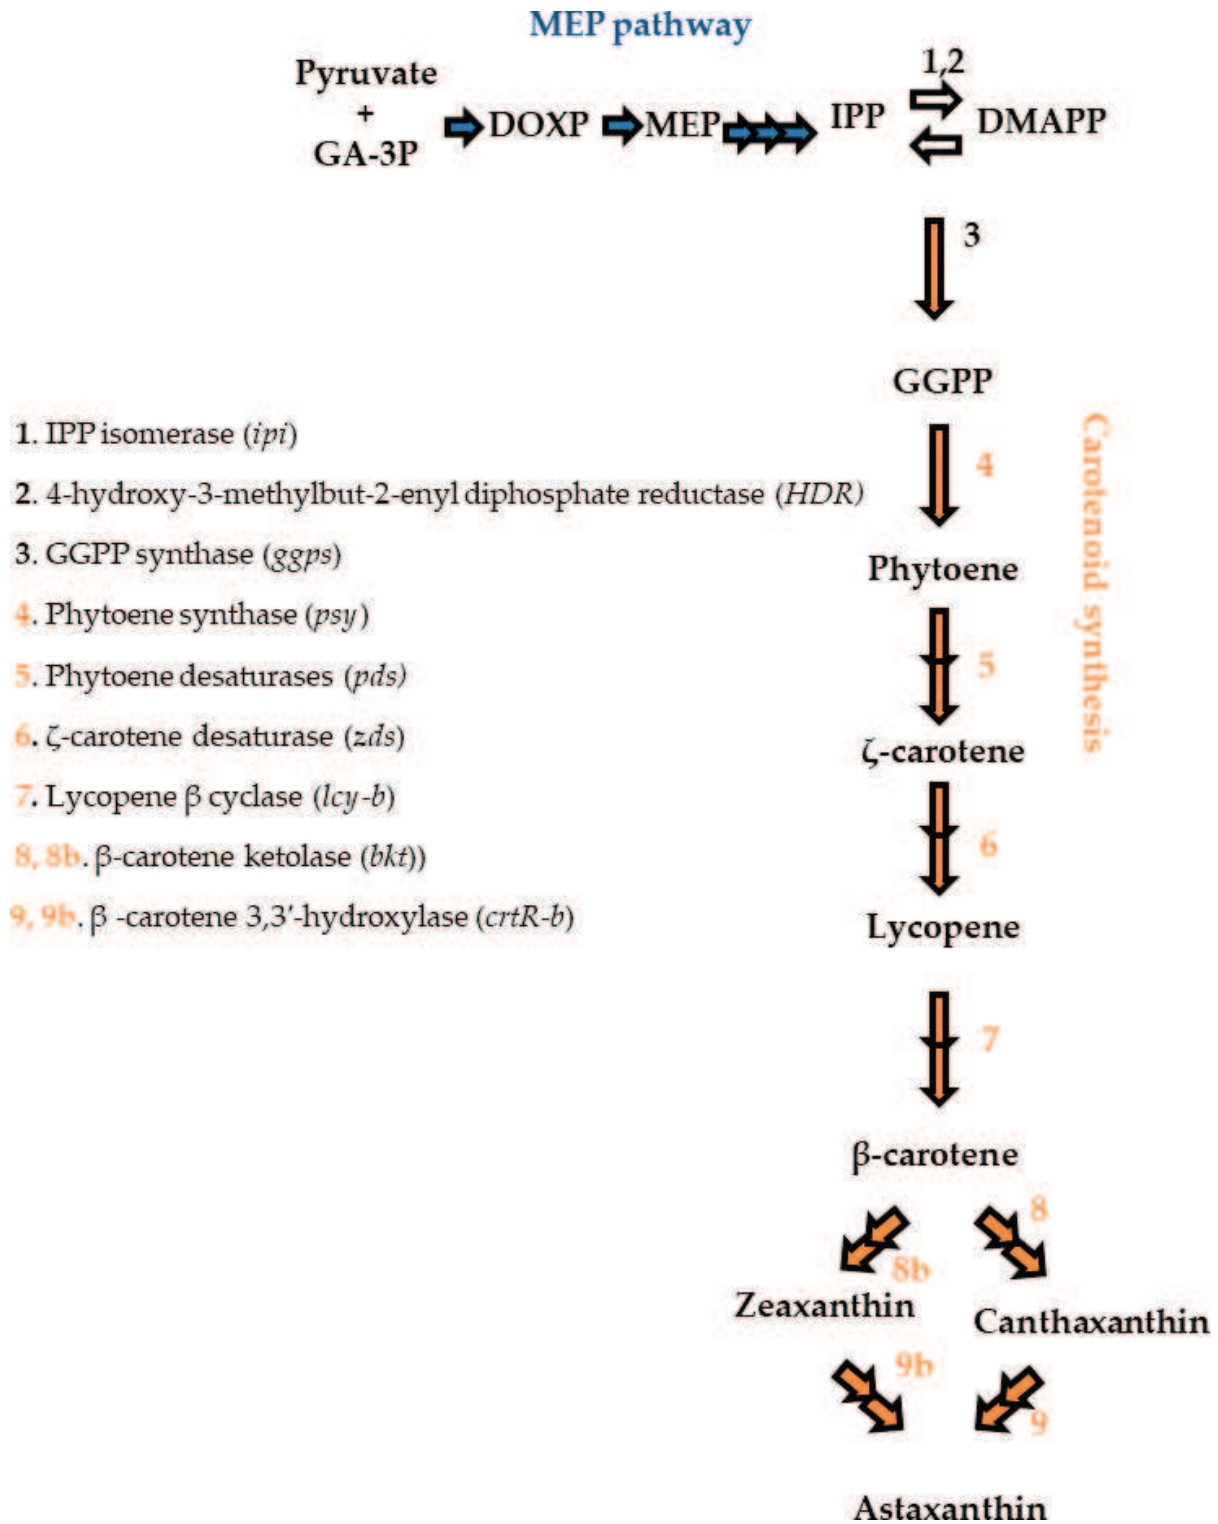 MEP pathway
Pyruvate
+
GA-3P
DOXP
MEP
IPP
1,2
DMAPP
3
GGPP
4
Phytoene
5
ζ-carotene
6
Lycopene
7
β-carotene
8
8b
Zeaxanthin
Canthaxanthin
9b
9
Astaxanthin
Carotenoid synthesis
1. IPP isomerase (ipi)
2. 4-hydroxy-3-methylbut-2-enyl diphosphate reductase (HDR)
3. GGPP synthase (ggps)
4. Phytoene synthase (psy)
5. Phytoene desaturases (pds)
6. ζ-carotene desaturase (zds)
7. Lycopene β cyclase (lcy-b)
8, 8b. β-carotene ketolase (bkt))
9, 9b. β -carotene 3,3'-hydroxylase (crtR-b)